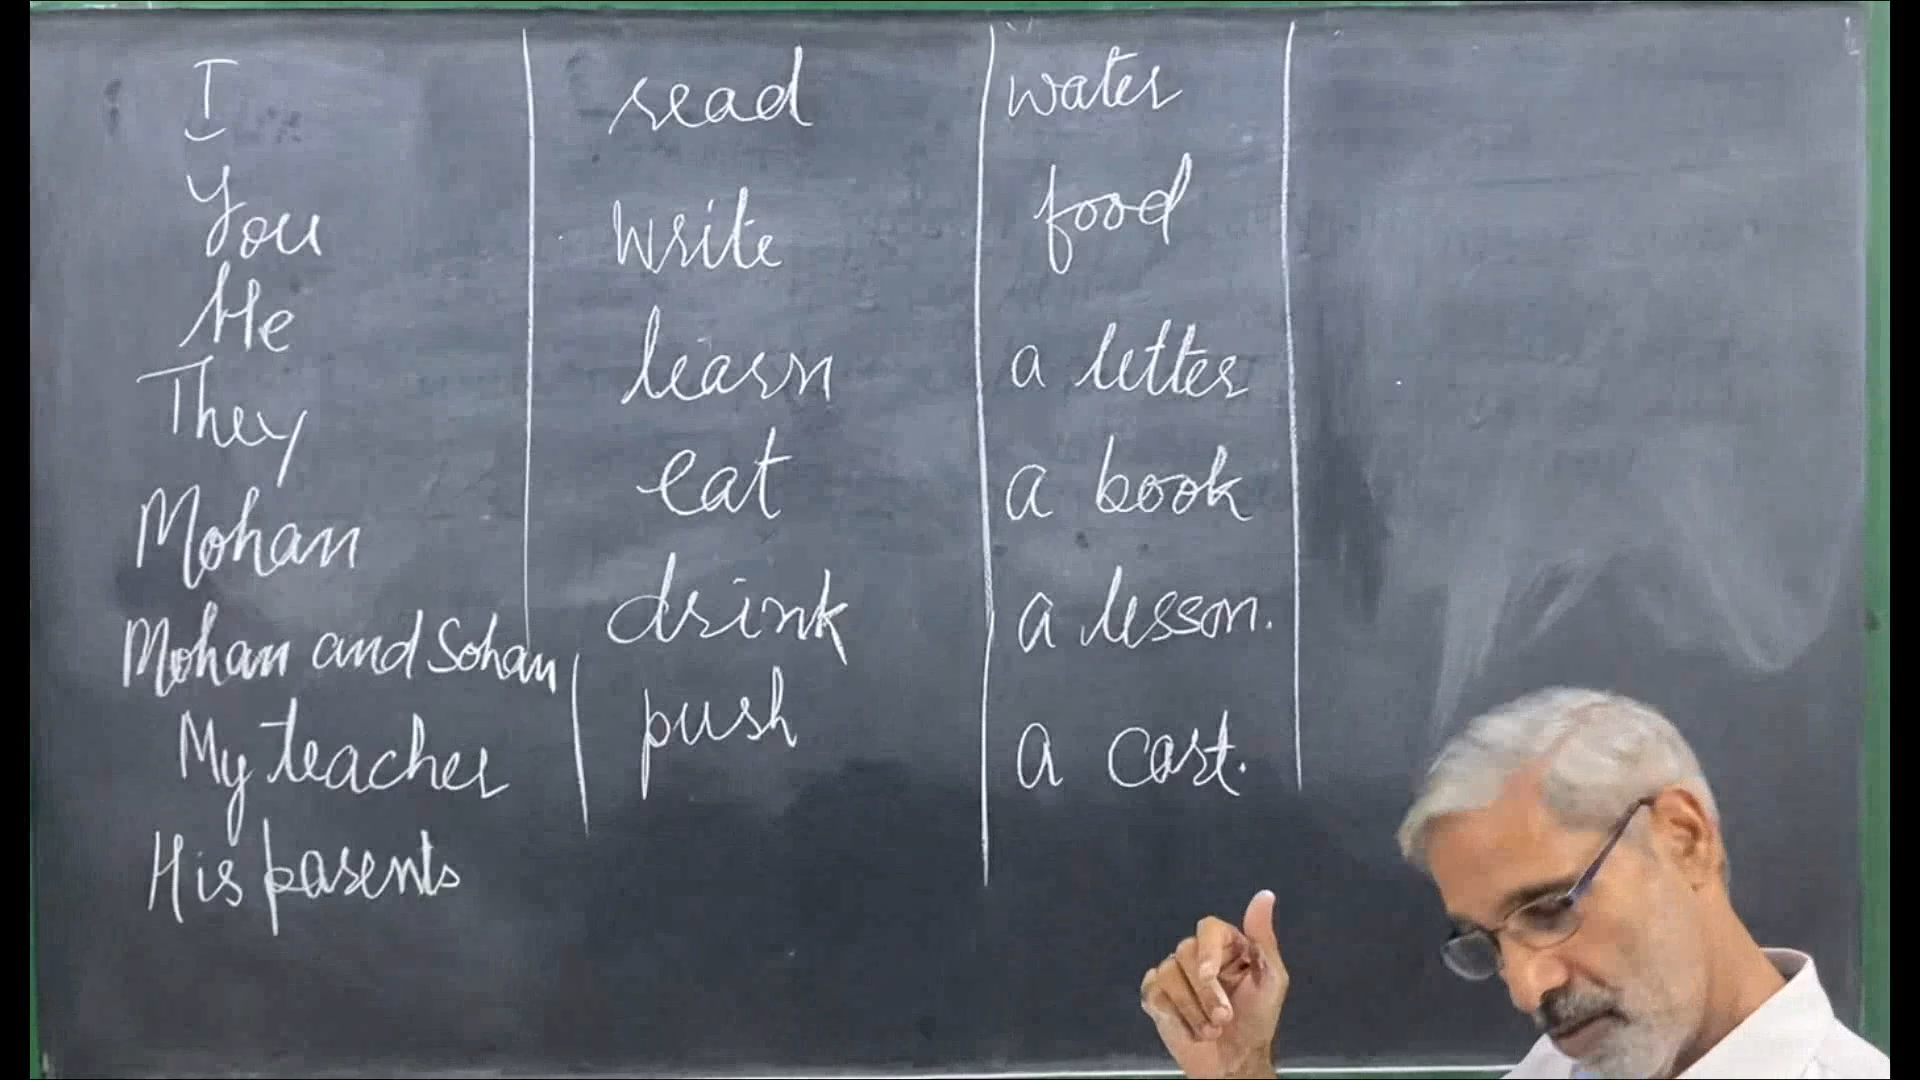 I read water
You write food
He learn a letter
They eat a book
Mohan drink a lesson.
Mohan and Sohan push a cart.
My teacher
His parents